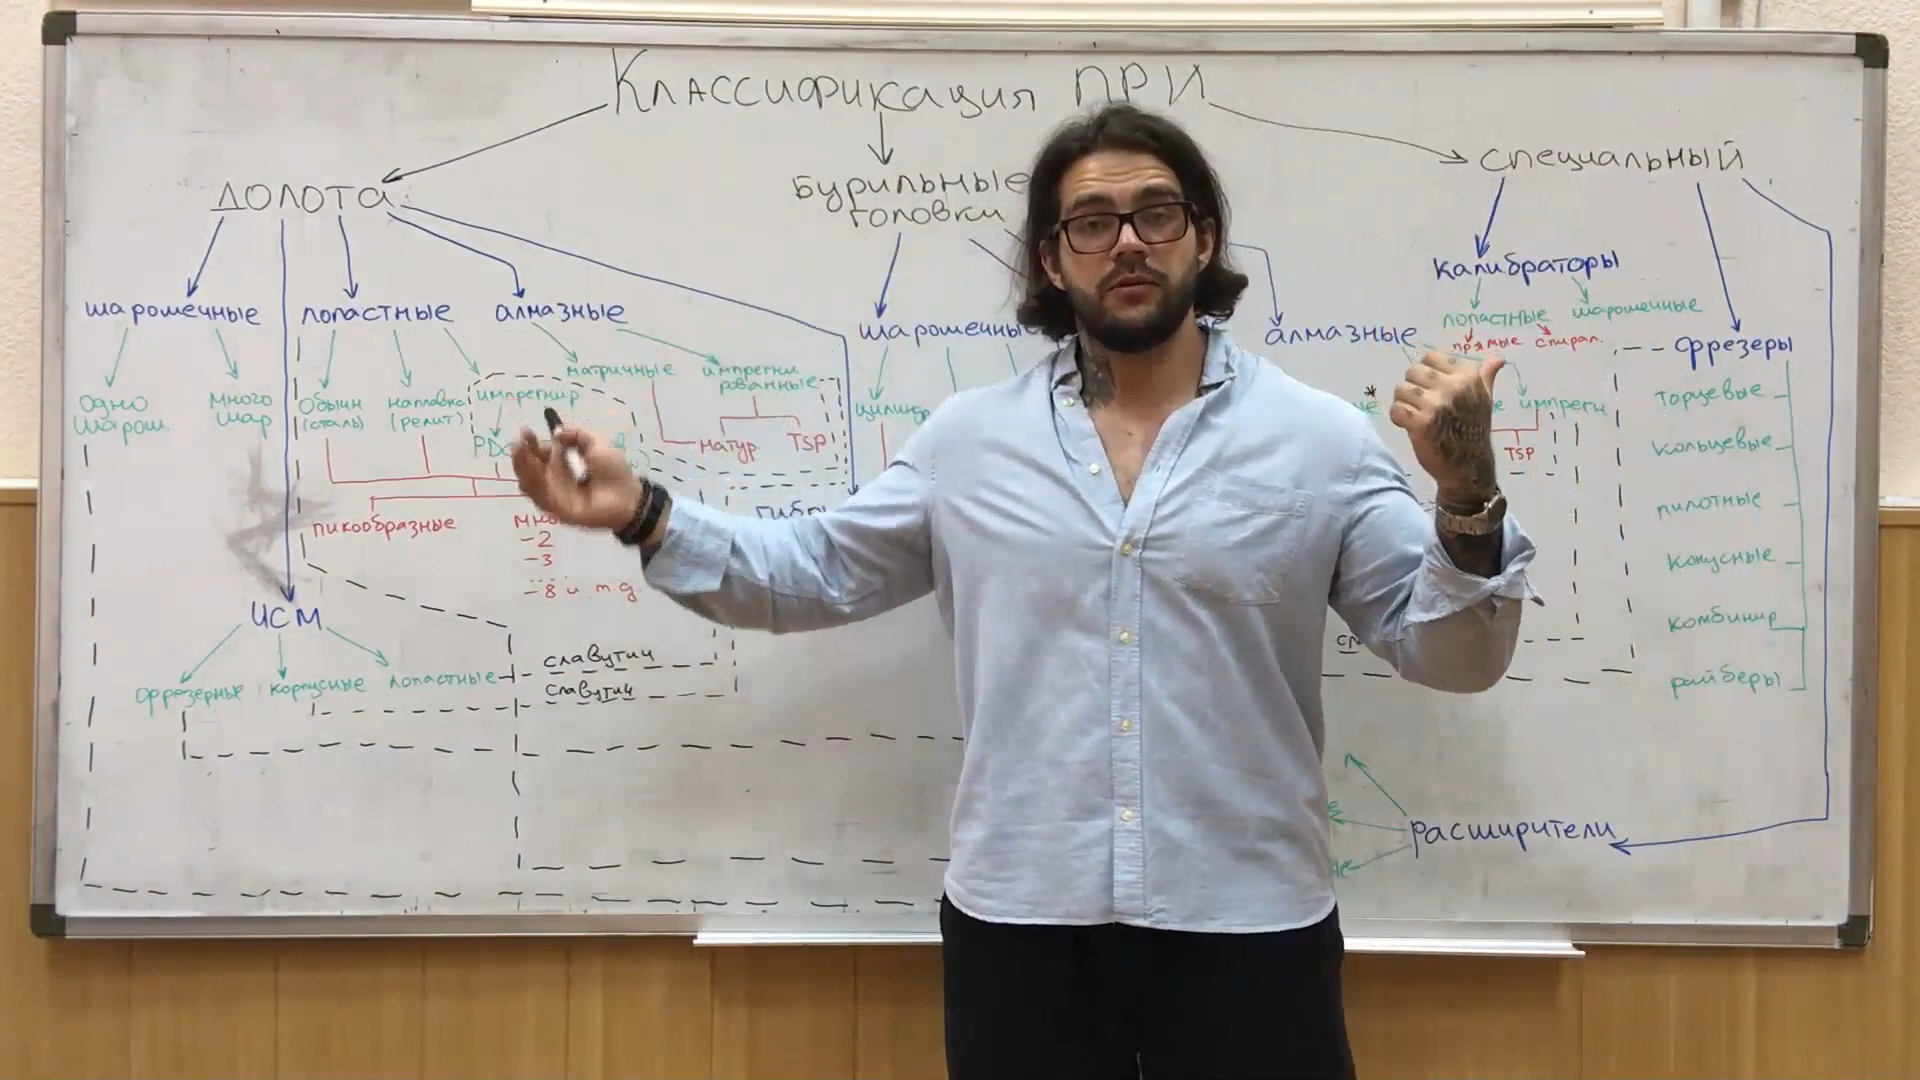 Классификация ПРИ
долота
бурильные
головки
специальный
шарошечные
лопастные
алмазные
шарошечные
алмазные
калибраторы
лопастные
шарошечные
прямые
спирал.
фрезеры
торцевые
кольцевые
пилотные
конусные
комбинир
райберы
одно
шарош.
много
шар
обычн
(сталь)
наплавка
(релит)
импрегнир
матричные
импрегни
рованные
натур
TSP
цилиндр
*
импрегн
TSP
пикообразные
-2
-3
-8 и т.д.
ИСМ
фрезерные
корпусные
лопастные
славутич
славутич
расширители